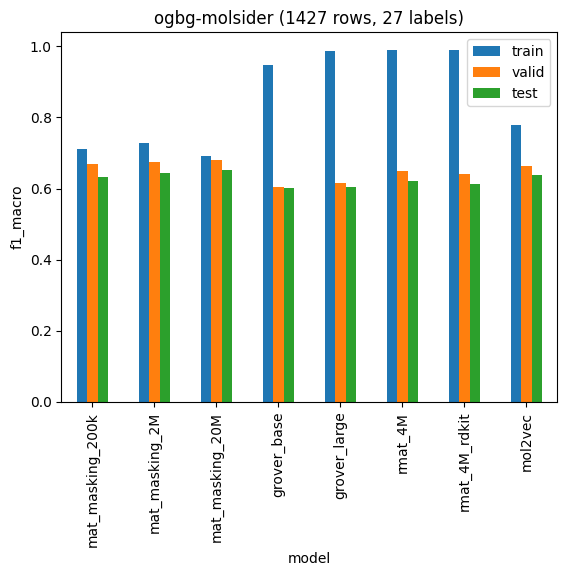 ogbg-molsider (1427 rows, 27 labels)
train
valid
test
1.0
0.8
0.6
0.4
0.2
0.0
f1_macro
mat_masking_200k
mat_masking_2M
mat_masking_20M
grover_base
grover_large
rmat_4M
rmat_4M_rdkit
mol2vec
model